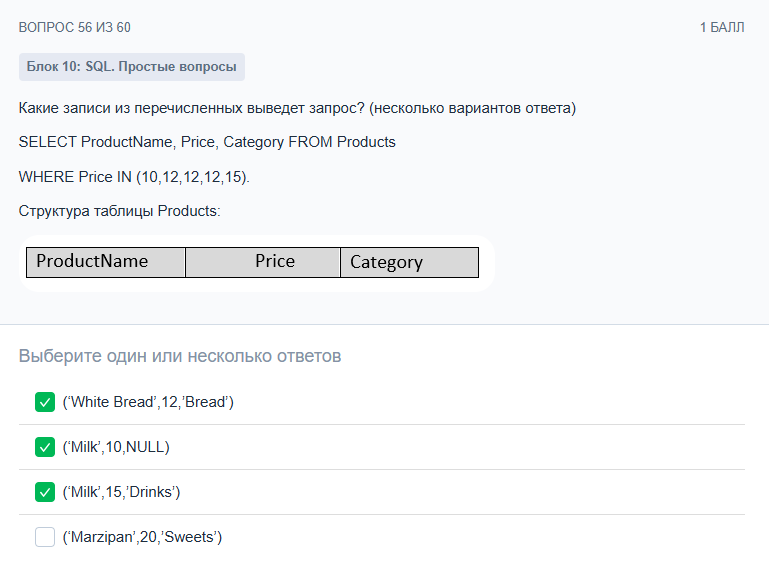 ВОПРОС 56 ИЗ 60
1 БАЛЛ
Блок 10: SQL. Простые вопросы
Какие записи из перечисленных выведет запрос? (несколько вариантов ответа)
SELECT ProductName, Price, Category FROM Products
WHERE Price IN (10,12,12,12,15).
Структура таблицы Products:
ProductName Price Category
Выберите один или несколько ответов
(‘White Bread’,12,’Bread’)
(‘Milk’,10,NULL)
(‘Milk’,15,’Drinks’)
(‘Marzipan’,20,’Sweets’)